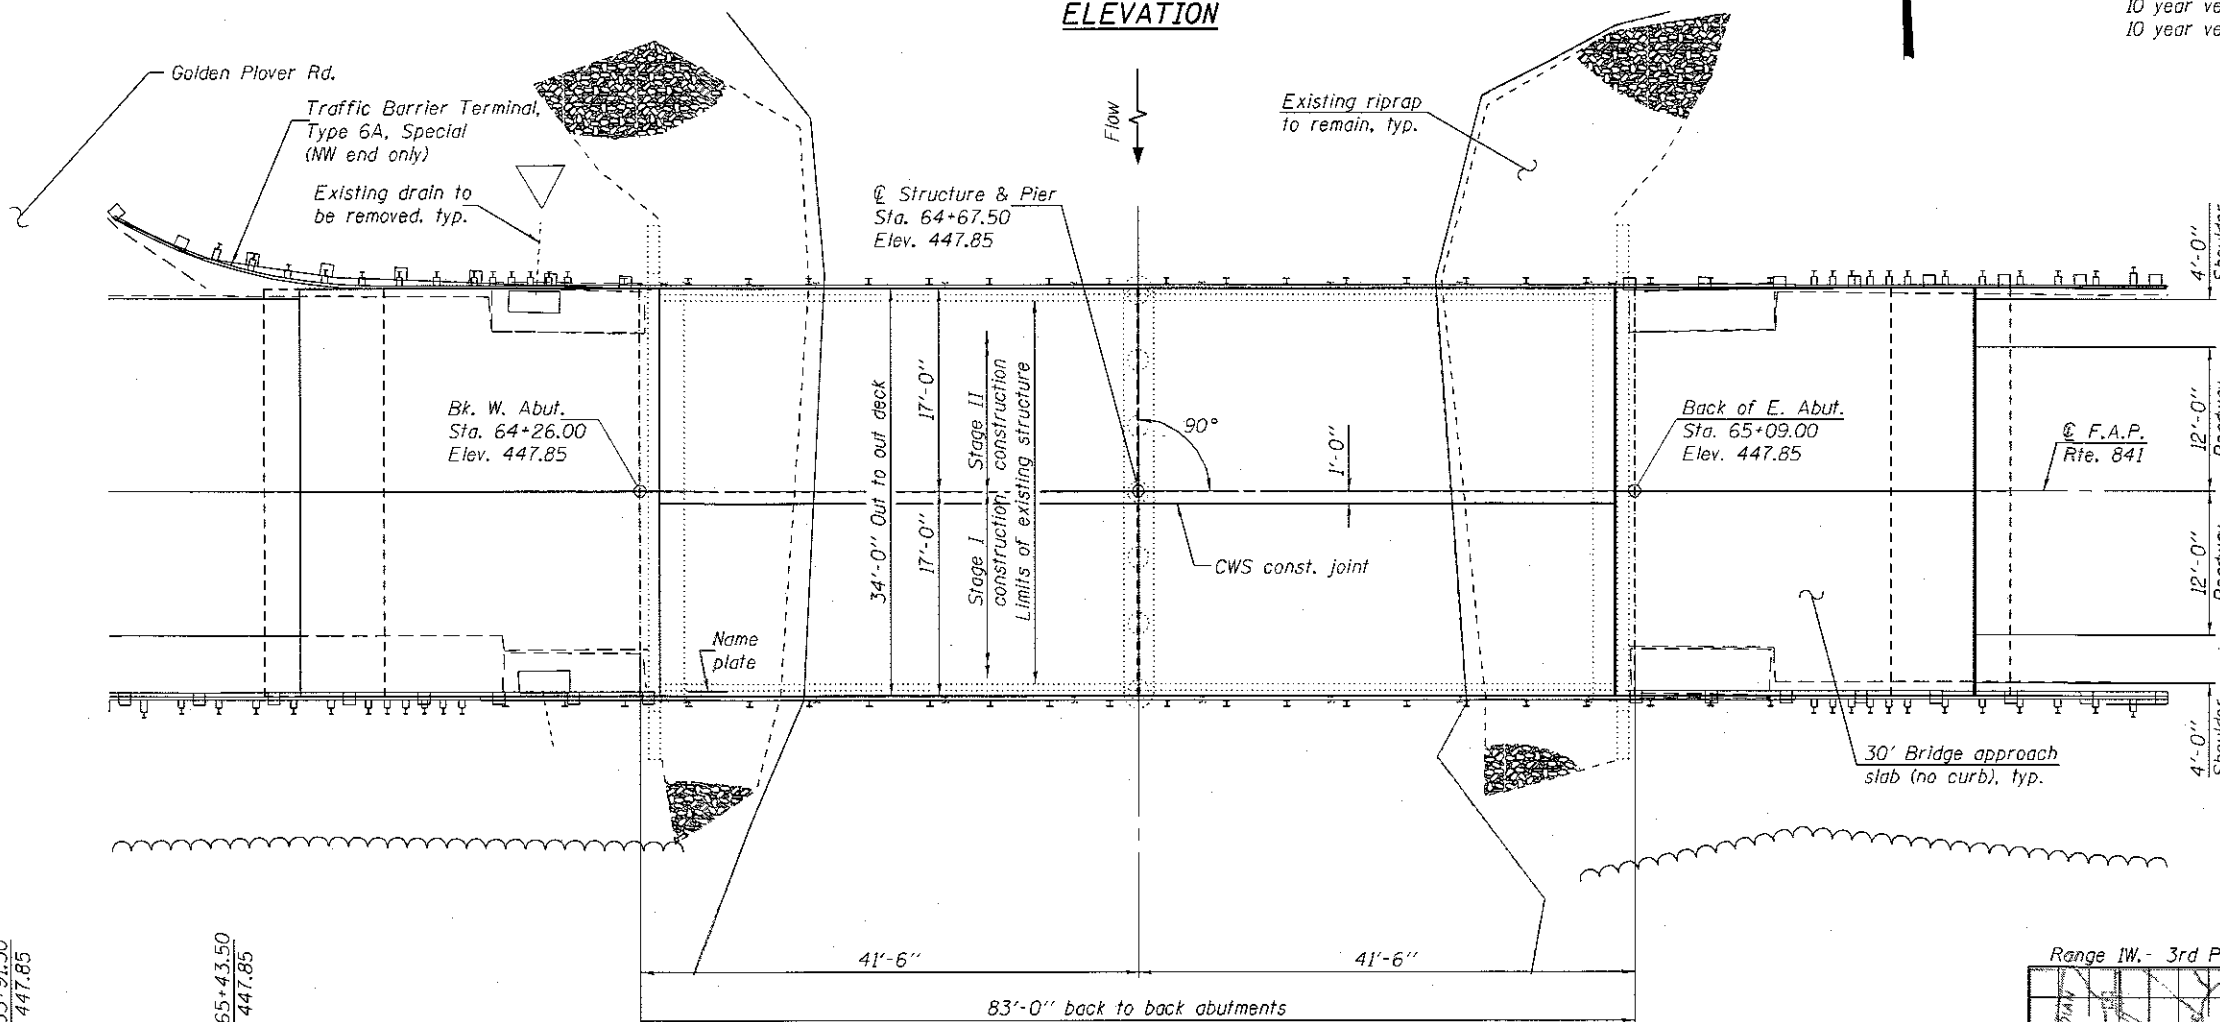 ELEVATION
10 year
10 year
Golden Plover Rd.
Traffic Barrier Terminal,
Type 6A, Special
(NW end only)
Existing drain to
be removed, typ.
Flow
Existing riprap
to remain, typ.
℄ Structure & Pier
Sta. 64+67.50
Elev. 447.85
4'-0"
Shoulder
Bk. W. Abut.
Sta. 64+26.00
Elev. 447.85
34'-0" Out to out deck
17'-0"
17'-0"
Stage II
construction
Stage I
construction
Limits of existing structure
90°
1'-0"
Back of E. Abut.
Sta. 65+09.00
Elev. 447.85
℄ F.A.P.
Rte. 841
12'-0"
12'-0"
CWS const. joint
Name
plate
30' Bridge approach
slab (no curb), typ.
4'-0"
Shoulder
447.85
65+43.50
447.85
41'-6"
41'-6"
83'-0" back to back abutments
Range 1W.- 3rd P